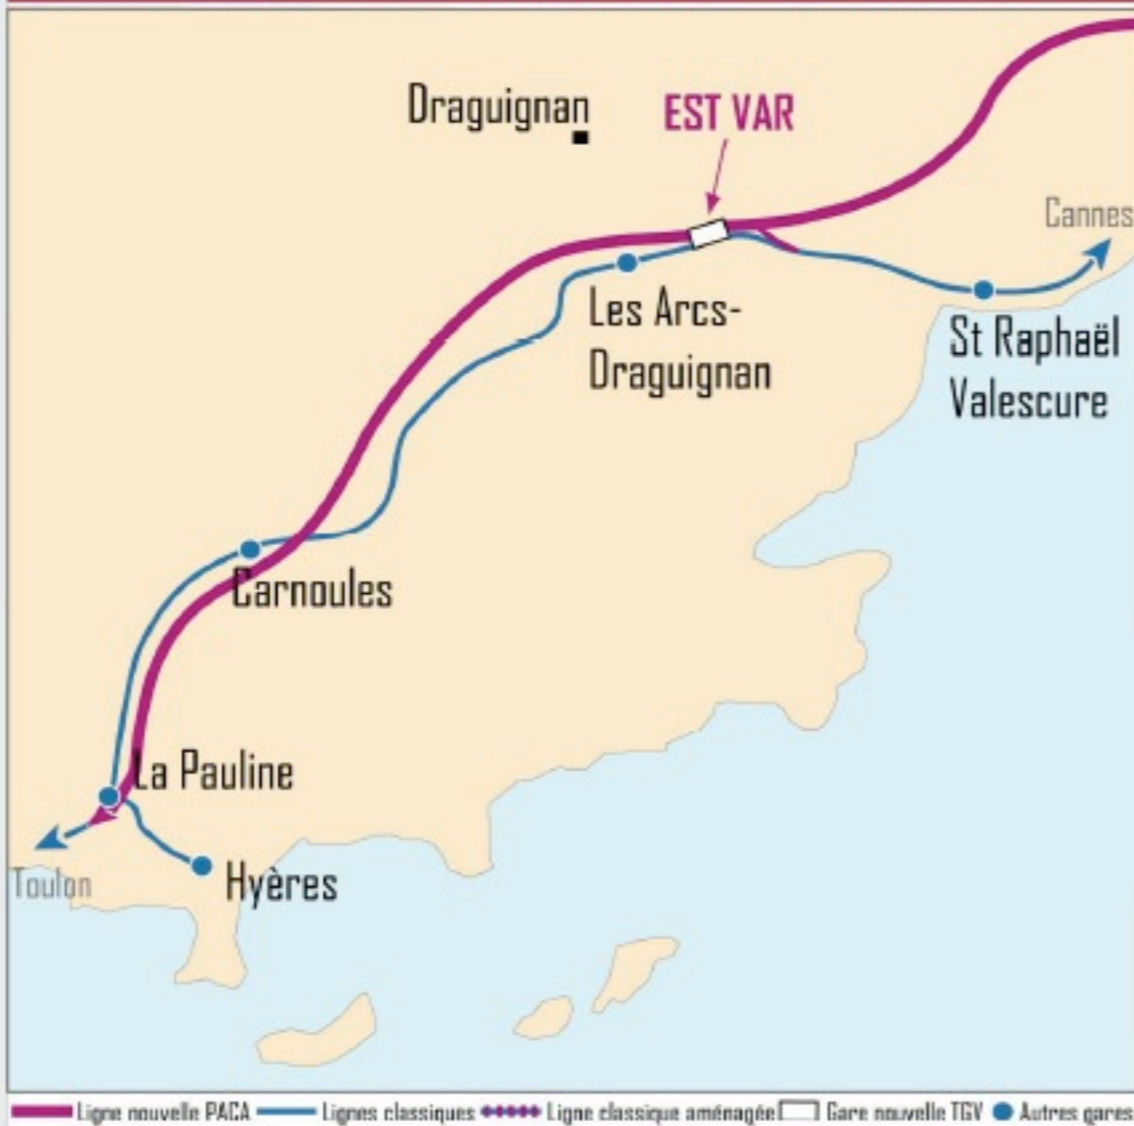 Draguignan
EST VAR
Cannes
Les Arcs-
Draguignan
St Raphaël
Valescure
Carnoules
La Pauline
Toulon
Hyères
Ligne nouvelle PACA
Lignes classiques
Ligne classique aménagée
Gare nouvelle TGV
Autres gares